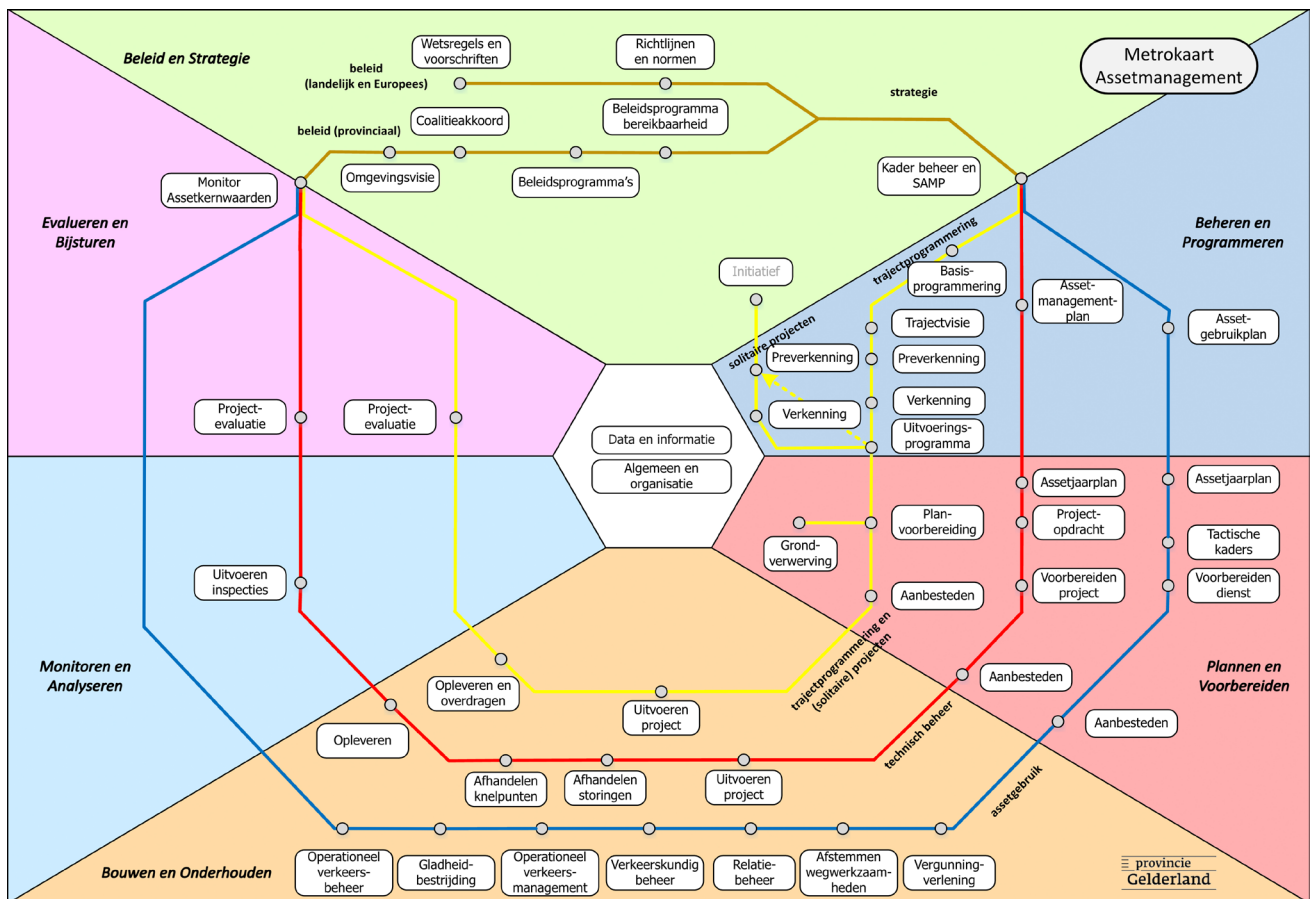 Metrokaart
Assetmanagement
Beleid en Strategie
beleid
(landelijk en Europees)
Wetsregels en
voorschriften
Richtlijnen
en normen
strategie
beleid (provinciaal)
Coalitieakkoord
Beleidsprogramma
bereikbaarheid
Omgevingsvisie
Beleidsprogramma's
Kader beheer en
SAMP
Monitor
Assetkernwaarden
Evalueren en
Bijsturen
Beheren en
Programmeren
trajectprogrammering
Initiatief
Basis-
programmering
Asset-
management-
plan
Asset-
gebruikplan
Trajectvisie
solitaire projecten
Preverkenning
Preverkenning
Verkenning
Verkenning
Uitvoerings-
programma
Project-
evaluatie
Project-
evaluatie
Data en informatie
Algemeen en
organisatie
Assetjaarplan
Assetjaarplan
Plan-
voorbereiding
Project-
opdracht
Tactische
kaders
Grond-
verwerving
Uitvoeren
inspecties
Aanbesteden
Voorbereiden
project
Voorbereiden
dienst
Monitoren en
Analyseren
Plannen en
Voorbereiden
trajectprogrammering en
(solitaire) projecten
Opleveren en
overdragen
Uitvoeren
project
Aanbesteden
Aanbesteden
Opleveren
technisch beheer
assetgebruik
Afhandelen
knelpunten
Afhandelen
storingen
Uitvoeren
project
Bouwen en Onderhouden
Operationeel
verkeers-
beheer
Gladheid-
bestrijding
Operationeel
verkeers-
management
Verkeerskundig
beheer
Relatie-
beheer
Afstemmen
wegwerkzaam-
heden
Vergunning-
verlening
provincie
Gelderland